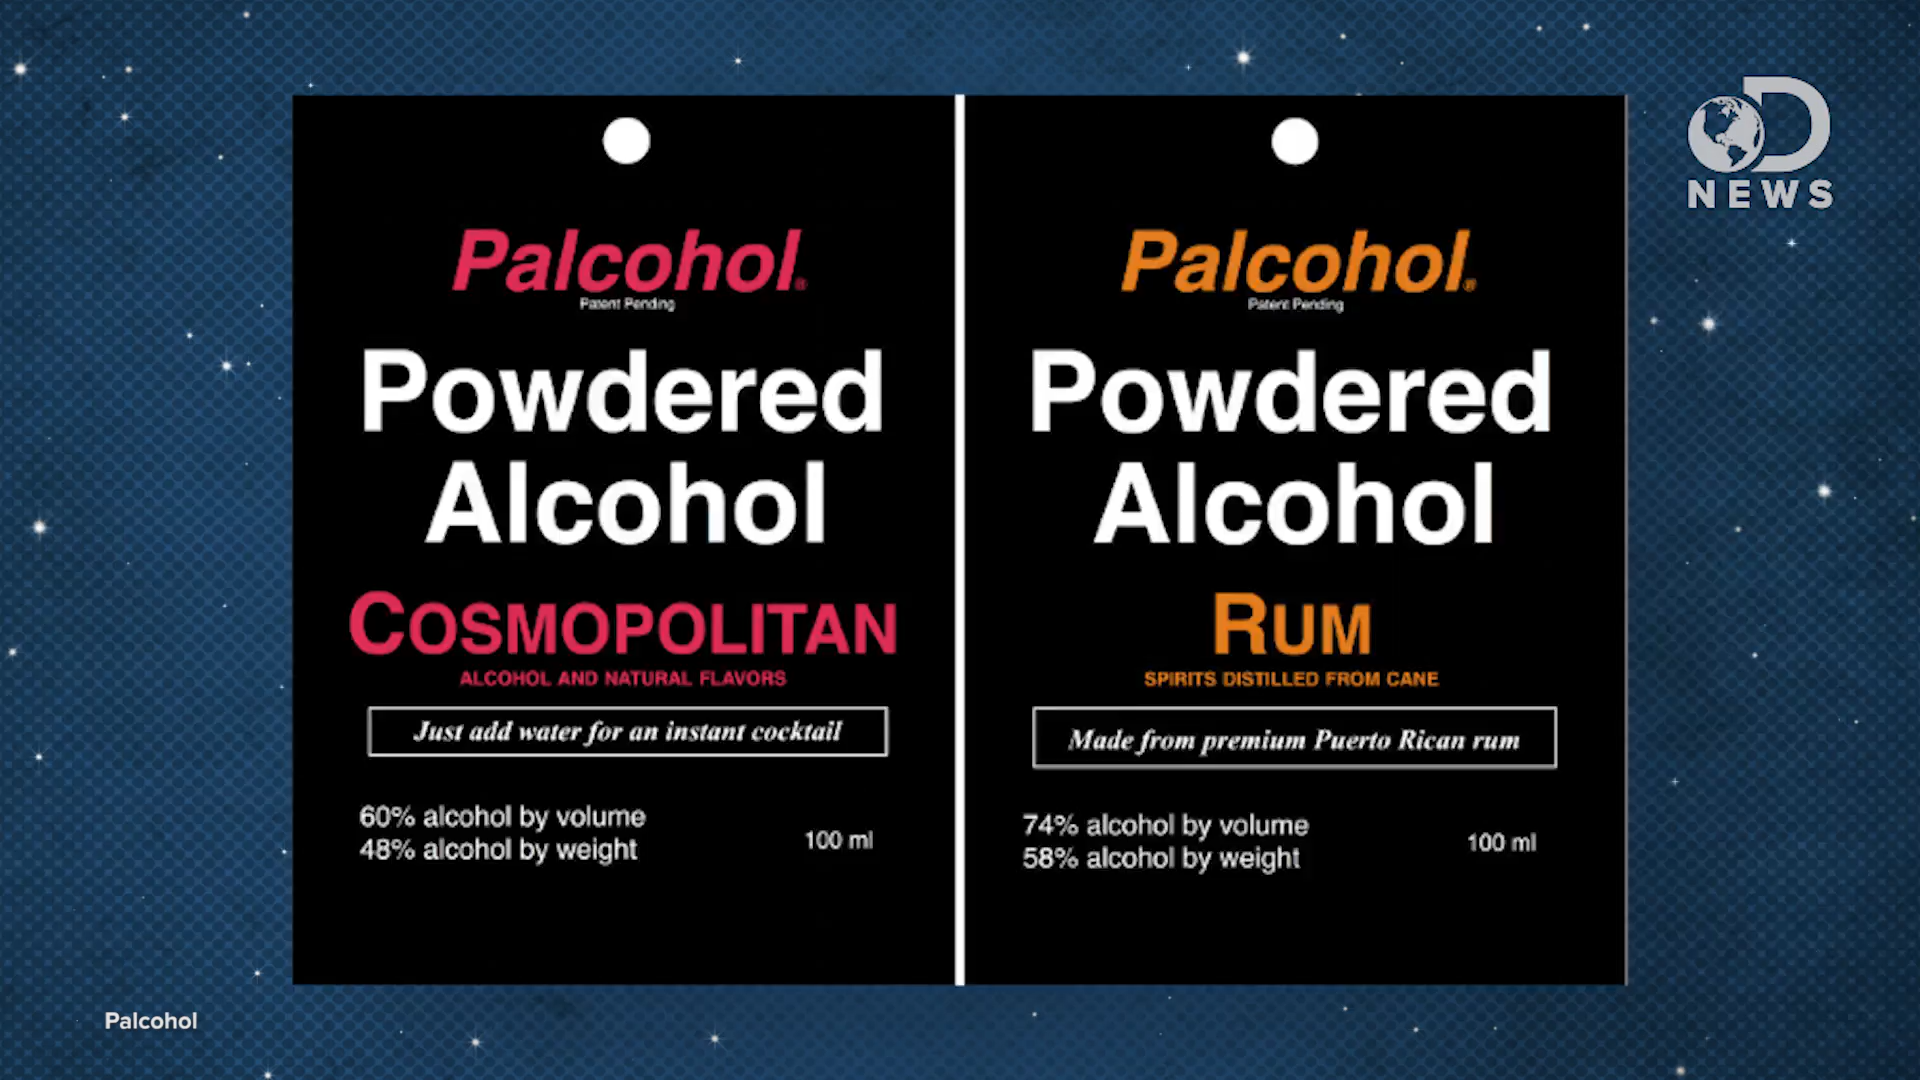 NEWS
Palcohol®
Patent Pending
Powdered
Alcohol
COSMOPOLITAN
ALCOHOL AND NATURAL FLAVORS
Just add water for an instant cocktail
60% alcohol by volume
48% alcohol by weight
100 ml
Palcohol®
Patent Pending
Powdered
Alcohol
RUM
SPIRITS DISTILLED FROM CANE
Made from premium Puerto Rican rum
74% alcohol by volume
58% alcohol by weight
100 ml
Palcohol